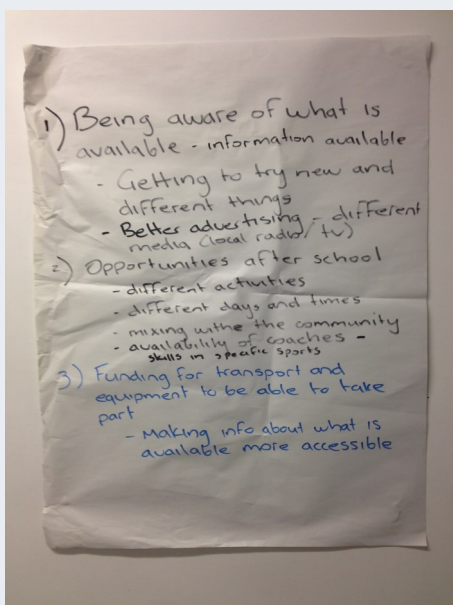 1) Being aware of what is
available - information available
- Getting to try new and
different things
- Better advertising - different
media (local radio/tv)
2) Opportunities after school
- different activities
- different days and times
- mixing withe the community
- availability of coaches -
skills in specific sports
3) Funding for transport and
equipment to be able to take
part
- Making info about what is
available more accessible